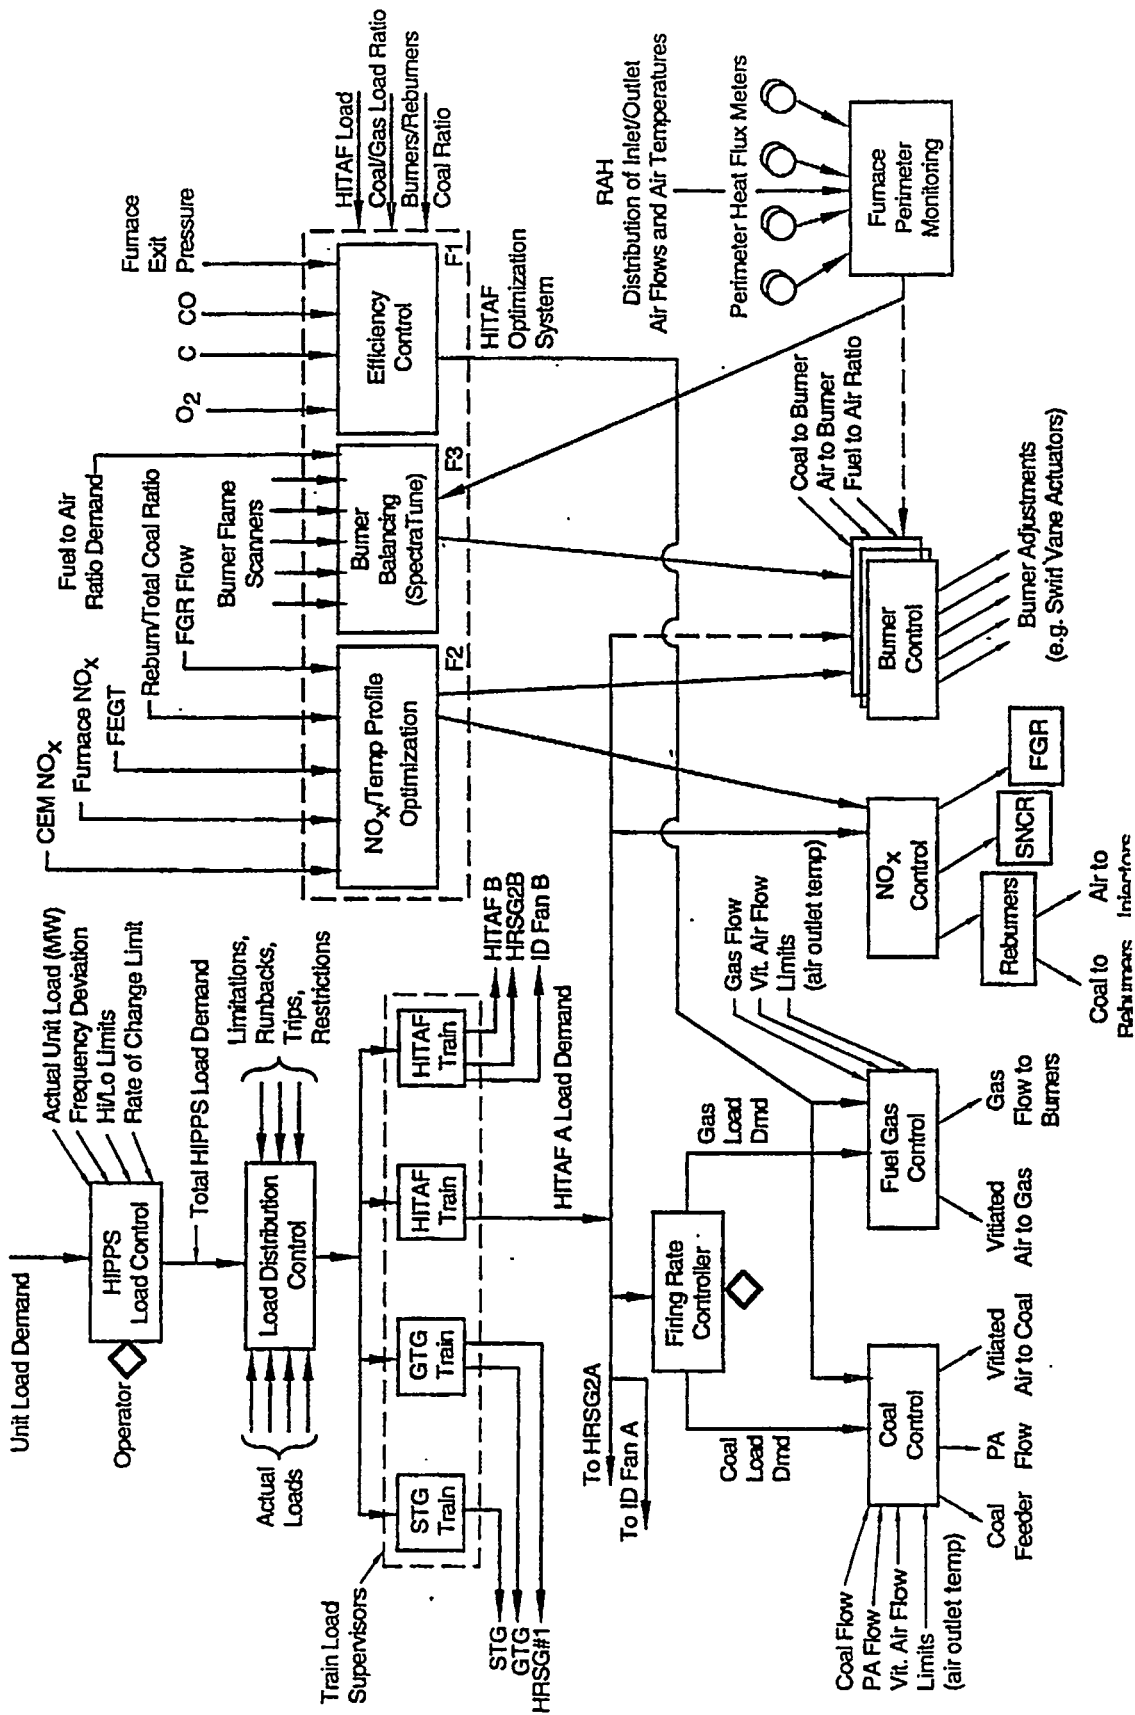 Unit Load Demand
Actual Unit Load (MW)
Frequency Deviation
Hi/Lo Limits
Rate of Change Limit
HIPPS
Load Control
Operator
Total HIPPS Load Demand
Limitations,
Runbacks,
Trips,
Restrictions
Load Distribution
Control
Actual
Loads
Train Load
Supervisors
STG
Train
GTG
Train
HITAF
Train
HITAF
Train
STG
GTG
HRSG#1
HITAF B
HRSG2B
ID Fan B
HITAF A Load Demand
CEM NOX
Furnace NOX
FEGT
Reburn/Total Coal Ratio
FGR Flow
Fuel to Air
Ratio Demand
Burner Flame
Scanners
O2
C
CO
Furnace
Exit
Pressure
NOX/Temp Profile
Optimization
F2
Burner
Balancing
(SpectraTune)
F3
Efficiency
Control
F1
HITAF Load
Coal/Gas Load Ratio
Burners/Reburners
Coal Ratio
HITAF
Optimization
System
RAH
Distribution of Inlet/Outlet
Air Flows and Air Temperatures
Perimeter Heat Flux Meters
Furnace
Perimeter
Monitoring
To HRSG2A
To ID Fan A
Firing Rate
Controller
Coal
Load
Dmd
Gas
Load
Dmd
Coal Flow
PA Flow
Vit. Air Flow
Limits
(air outlet temp)
Coal
Control
Coal
Feeder
PA
Flow
Vitiated
Air to Coal
Gas Flow
Vit. Air Flow
Limits
(air outlet temp)
Fuel Gas
Control
Vitiated
Air to Gas
Gas
Flow to
Burners
NOX
Control
Reburners
SNCR
FGR
Coal to
Reburners
Air to
Injectors
Coal to Burner
Air to Burner
Fuel to Air Ratio
Burner
Control
Burner Adjustments
(e.g. Swirl Vane Actuators)